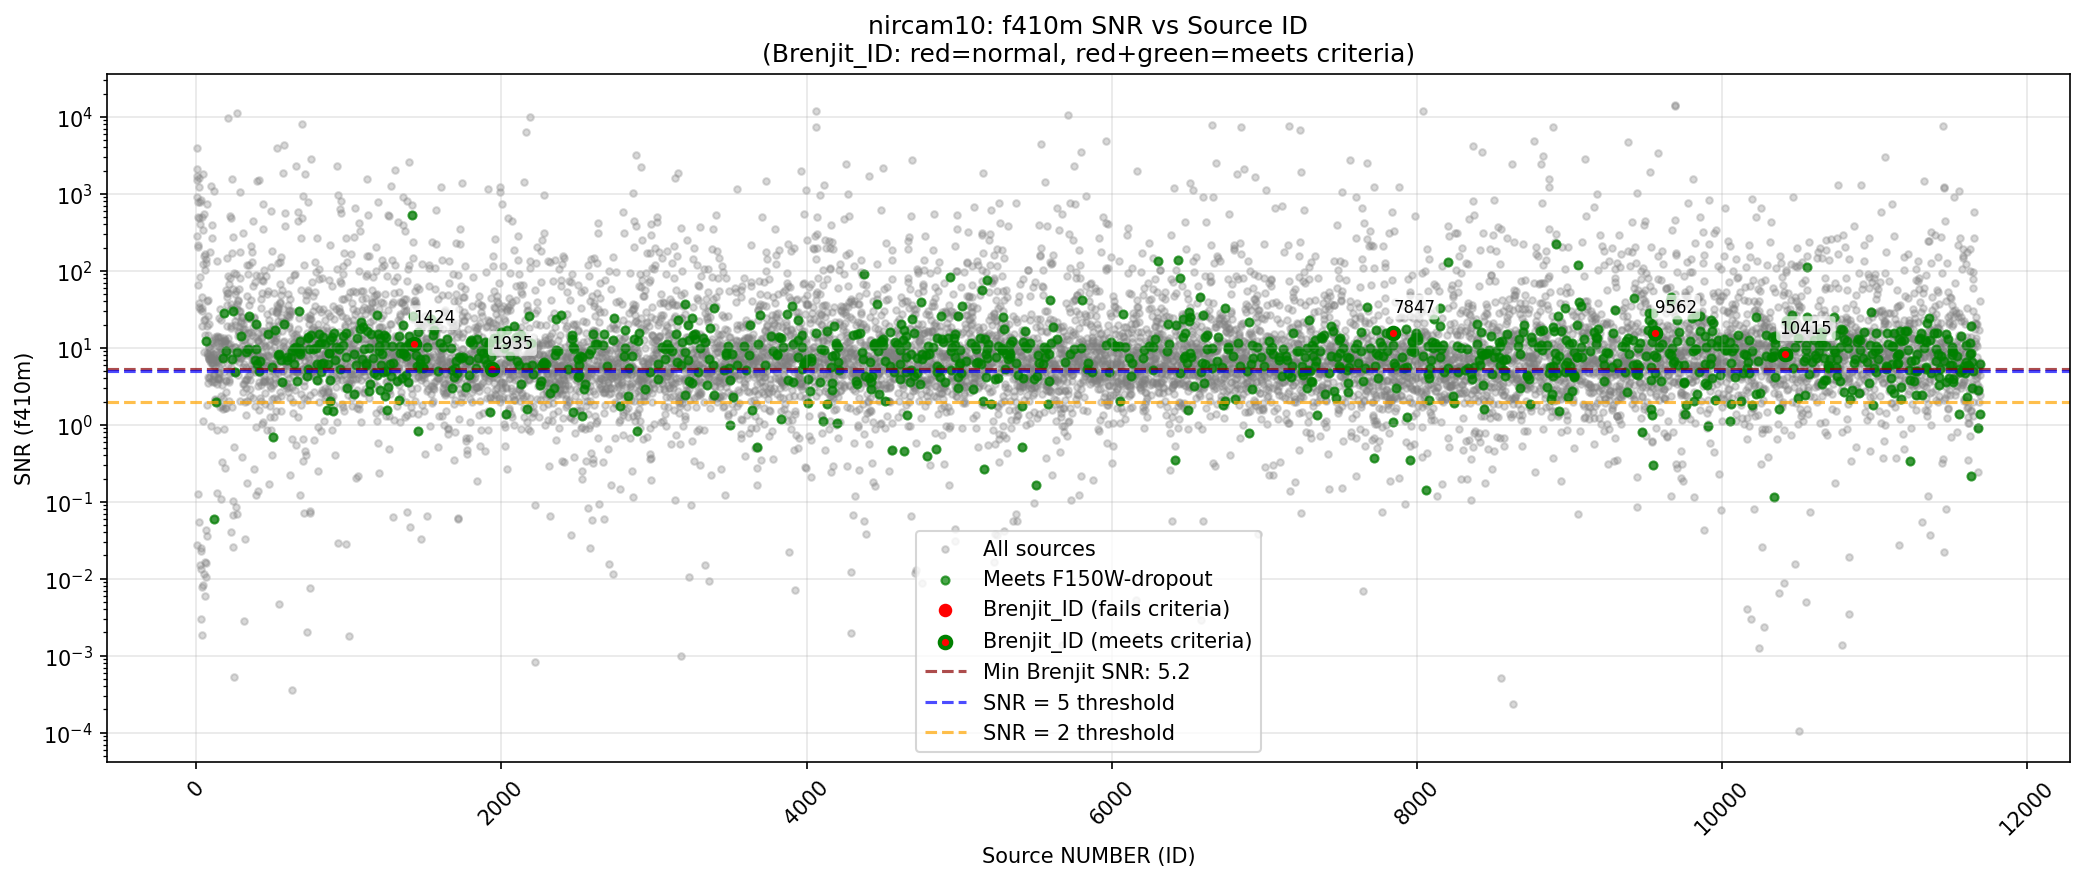 nircam10: f410m SNR vs Source ID
(Brenjit_ID: red=normal, red+green=meets criteria)
SNR (f410m)
10^4
10^3
10^2
10^1
10^0
10^-1
10^-2
10^-3
10^-4
1424
1935
7847
9562
10415
All sources
Meets F150W-dropout
Brenjit_ID (fails criteria)
Brenjit_ID (meets criteria)
Min Brenjit SNR: 5.2
SNR = 5 threshold
SNR = 2 threshold
0
2000
4000
6000
8000
10000
12000
Source NUMBER (ID)